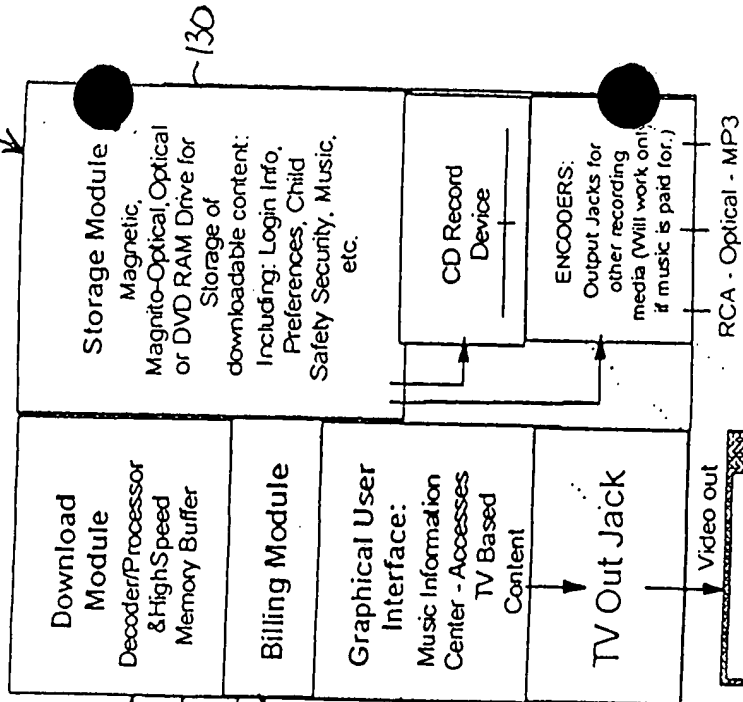 130
Storage Module
Magnetic,
Magnito-Optical, Optical
or DVD RAM Drive for
Storage of
downloadable content:
Including: Login Info,
Preferences, Child
Safety Security, Music,
etc.
CD Record
Device
ENCODERS:
Output Jacks for
other recording
media (Will work only
if music is paid for.)
RCA - Optical - MP3
Download
Module
Decoder/Processor
&HighSpeed
Memory Buffer
Billing Module
Graphical User
Interface:
Music Information
Center - Accesses
TV Based
Content
TV Out Jack
Video out